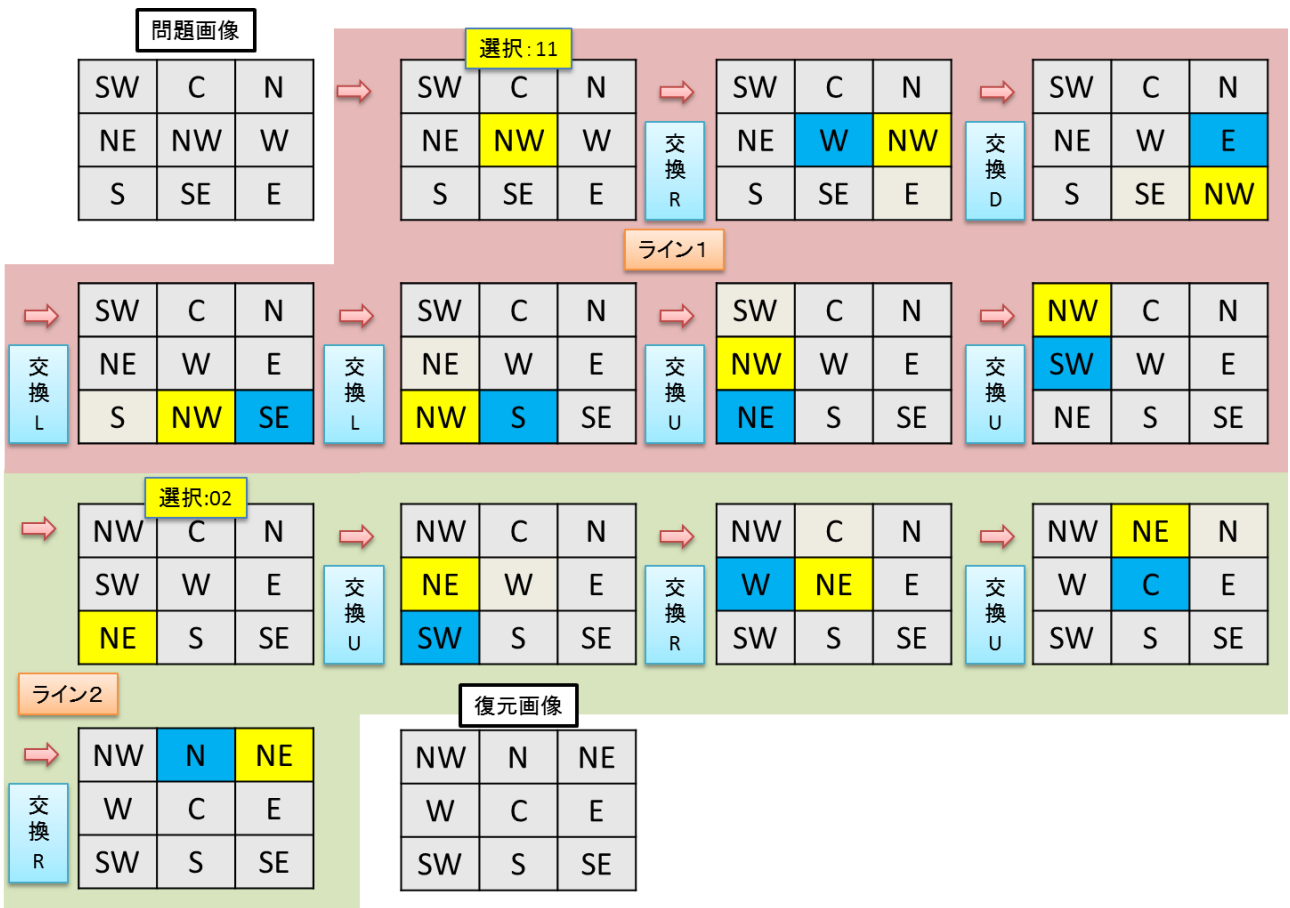 問題画像
選択：11
SW C N SW C N SW C N SW C N
NE NW W NE NW W NE W NW NE W E
S SE E S SE E S SE E S SE NW
交換R
交換D
ライン１
SW C N SW C N SW C N NW C N
NE W E NE W E NW W E SW W E
S NW SE NW S SE NE S SE NE S SE
交換L
交換L
交換U
交換U
選択:02
NW C N NW C N NW C N NW NE N
SW W E NE W E W NE E W C E
NE S SE SW S SE SW S SE SW S SE
交換U
交換R
交換U
ライン２
復元画像
NW N NE NW N NE
W C E W C E
SW S SE SW S SE
交換R